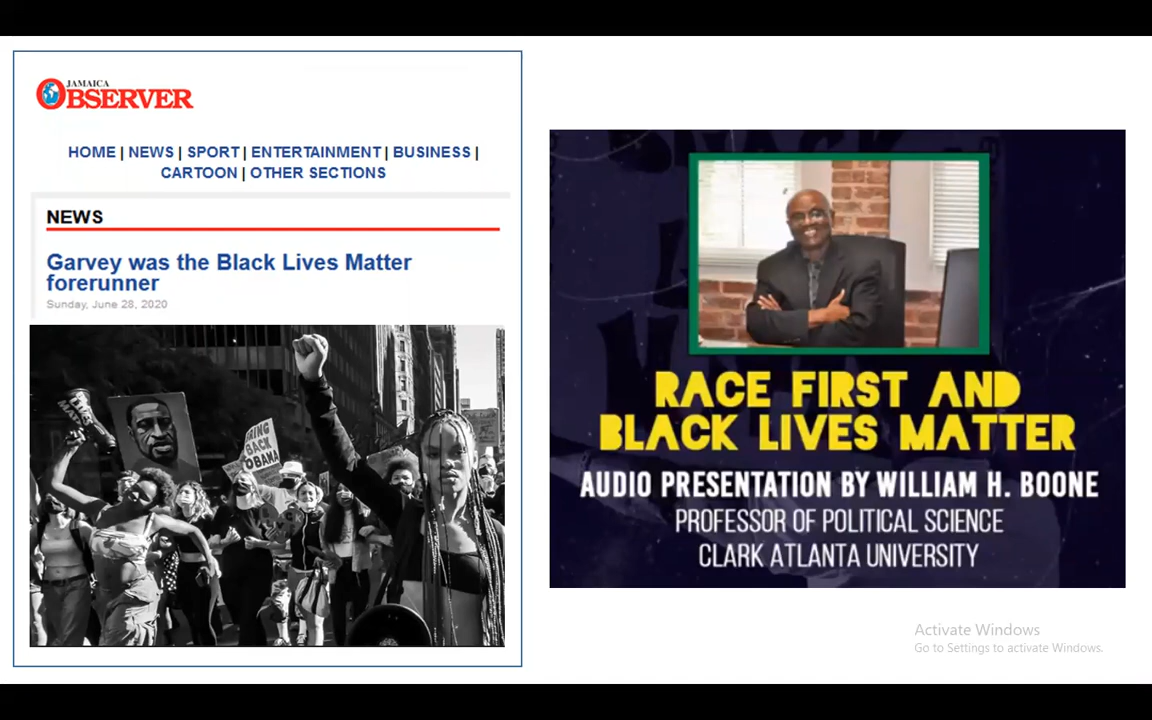 JAMAICA
OBSERVER
HOME | NEWS | SPORT | ENTERTAINMENT | BUSINESS |
CARTOON | OTHER SECTIONS
NEWS
Garvey was the Black Lives Matter
forerunner
Sunday, June 28, 2020
BRING
BACK
OBAMA
RACE FIRST AND
BLACK LIVES MATTER
AUDIO PRESENTATION BY WILLIAM H. BOONE
PROFESSOR OF POLITICAL SCIENCE
CLARK ATLANTA UNIVERSITY
Activate Windows
Go to Settings to activate Windows.